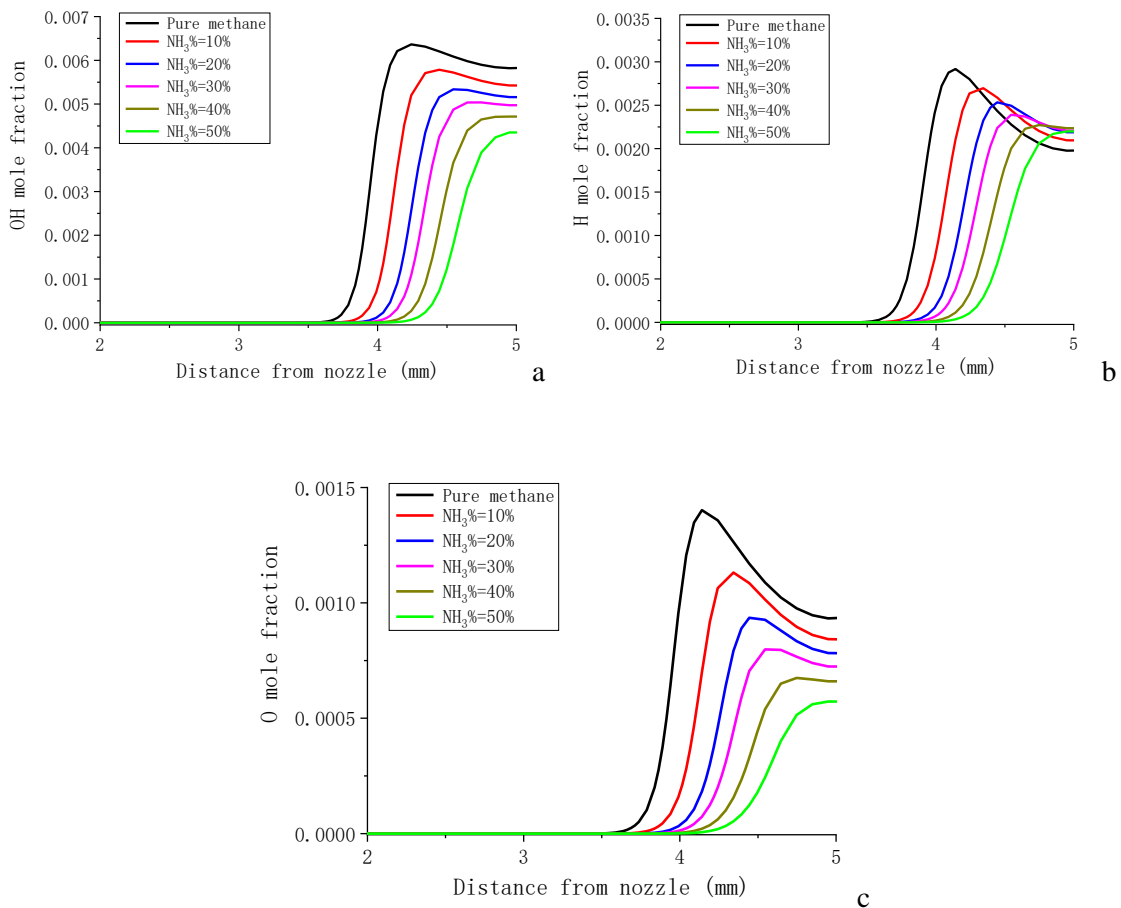 0.007
0.006
0.005
0.004
0.003
0.002
0.001
0.000
OH mole fraction
Pure methane
NH3%=10%
NH3%=20%
NH3%=30%
NH3%=40%
NH3%=50%
2 3 4 5
Distance from nozzle (mm)
a
0.0035
0.0030
0.0025
0.0020
0.0015
0.0010
0.0005
0.0000
H mole fraction
Pure methane
NH3%=10%
NH3%=20%
NH3%=30%
NH3%=40%
NH3%=50%
2 3 4 5
Distance from nozzle (mm)
b
0.0015
0.0010
0.0005
0.0000
O mole fraction
Pure methane
NH3%=10%
NH3%=20%
NH3%=30%
NH3%=40%
NH3%=50%
2 3 4 5
Distance from nozzle (mm)
c